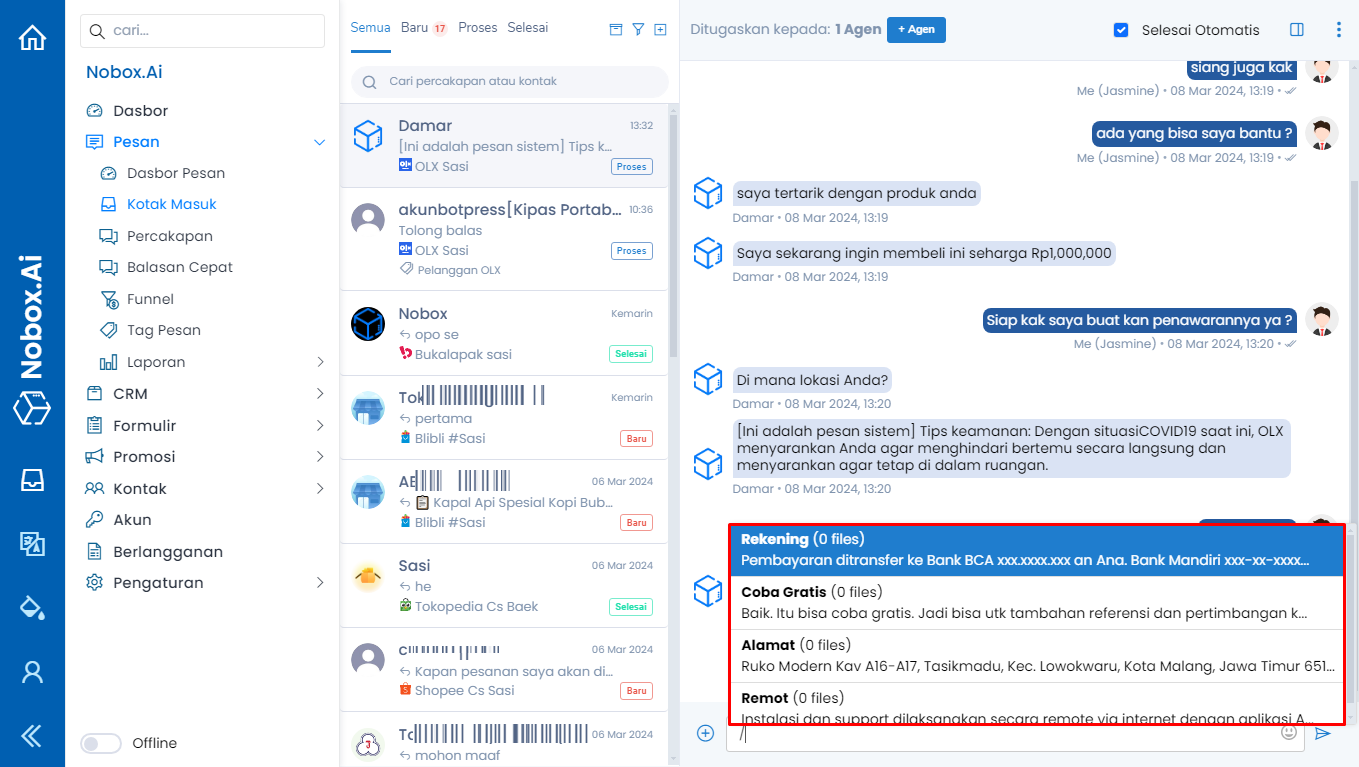 Nobox.Ai
cari...
Nobox.Ai
Dasbor
Pesan
Dasbor Pesan
Kotak Masuk
Percakapan
Balasan Cepat
Funnel
Tag Pesan
Laporan
CRM
Formulir
Promosi
Kontak
Akun
Berlangganan
Pengaturan
Offline
Semua Baru 17 Proses Selesai
Cari percakapan atau kontak
Damar 13:32
[Ini adalah pesan sistem] Tips k...
OLX Sasi Proses
akunbotpress[Kipas Portab... 10:36
Tolong balas
OLX Sasi Proses
Pelanggan OLX
Nobox Kemarin
opo se
Bukalapak sasi Selesai
Kemarin
pertama
Blibli #Sasi Baru
06 Mar 2024
Kapal Api Spesial Kopi Bub...
Blibli #Sasi Baru
Sasi 06 Mar 2024
he
Tokopedia Cs Baek Selesai
06 Mar 2024
Kapan pesanan saya akan di...
Shopee Cs Sasi Baru
06 Mar 2024
mohon maaf
Ditugaskan kepada: 1 Agen + Agen Selesai Otomatis
siang juga kak
Me (Jasmine) • 08 Mar 2024, 13:19 •
ada yang bisa saya bantu ?
Me (Jasmine) • 08 Mar 2024, 13:19 •
saya tertarik dengan produk anda
Damar • 08 Mar 2024, 13:19
Saya sekarang ingin membeli ini seharga Rp1,000,000
Damar • 08 Mar 2024, 13:19
Siap kak saya buat kan penawarannya ya ?
Me (Jasmine) • 08 Mar 2024, 13:20 •
Di mana lokasi Anda?
Damar • 08 Mar 2024, 13:20
[Ini adalah pesan sistem] Tips keamanan: Dengan situasiCOVID19 saat ini, OLX
menyarankan Anda agar menghindari bertemu secara langsung dan
menyarankan agar tetap di dalam ruangan.
Damar • 08 Mar 2024, 13:20
Rekening (0 files)
Pembayaran ditransfer ke Bank BCA xxx.xxxx.xxx an Ana. Bank Mandiri xxx-xx-xxxx...
Coba Gratis (0 files)
Baik. Itu bisa coba gratis. Jadi bisa utk tambahan referensi dan pertimbangan k...
Alamat (0 files)
Ruko Modern Kav A16-A17, Tasikmadu, Kec. Lowokwaru, Kota Malang, Jawa Timur 651...
Remot (0 files)
Instalasi dan support dilaksanakan secara remote via internet dengan aplikasi A...
/